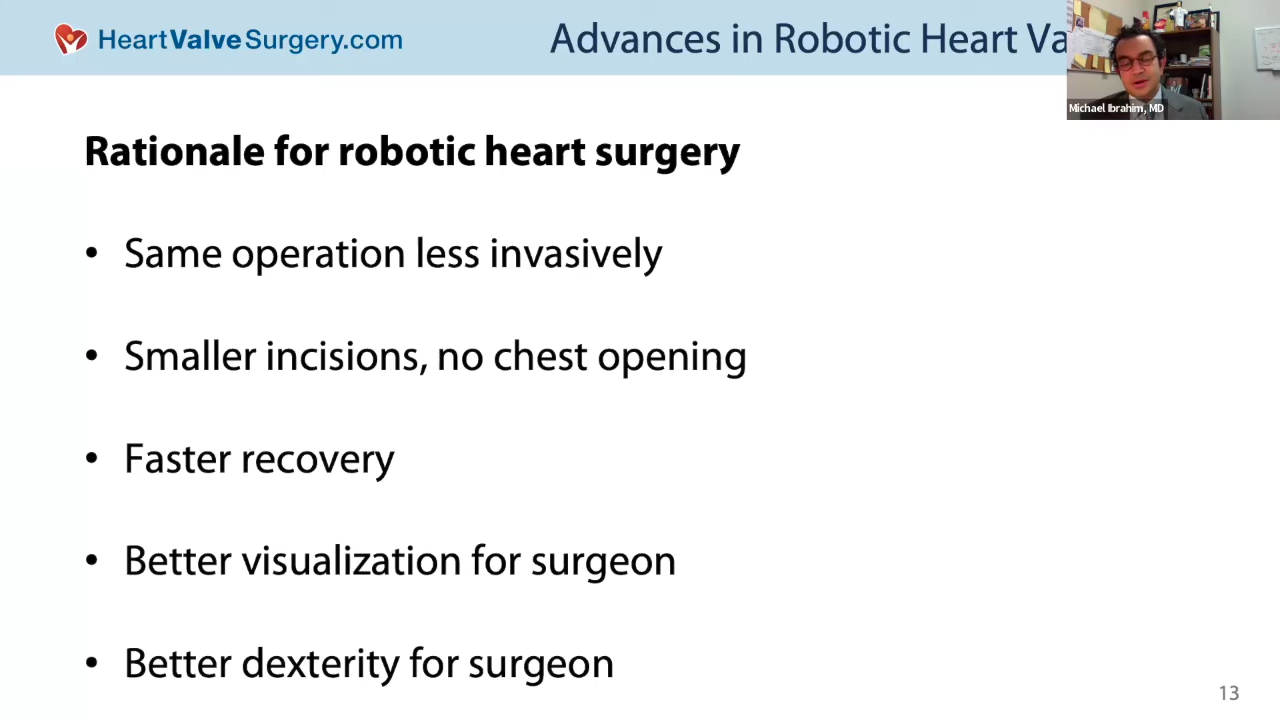 HeartValveSurgery.com
Advances in Robotic Heart Va
Michael Ibrahim, MD
Rationale for robotic heart surgery
• Same operation less invasively
• Smaller incisions, no chest opening
• Faster recovery
• Better visualization for surgeon
• Better dexterity for surgeon
13